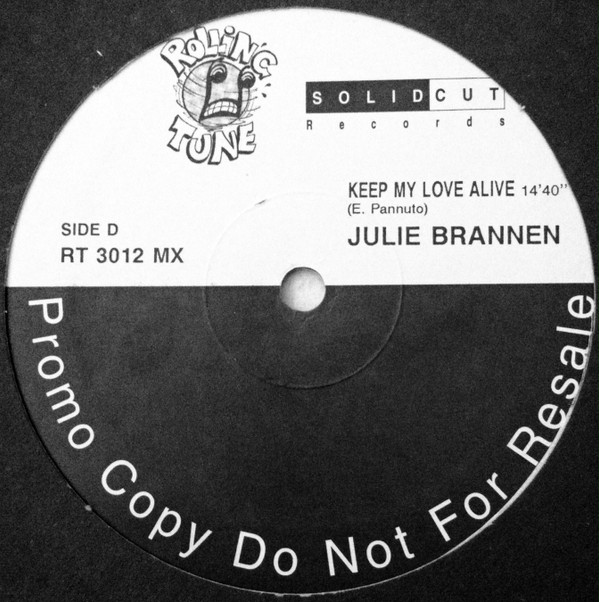 ROLLING
TUNE
SOLIDCUT
Records
KEEP MY LOVE ALIVE 14'40"
(E. Pannuto)
JULIE BRANNEN
SIDE D
RT 3012 MX
Promo Copy Do Not For Resale